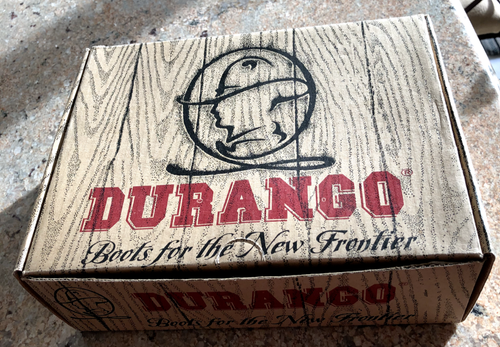 DURANGO®
Boots for the New Frontier
DURANGO
Boots for the New Frontier